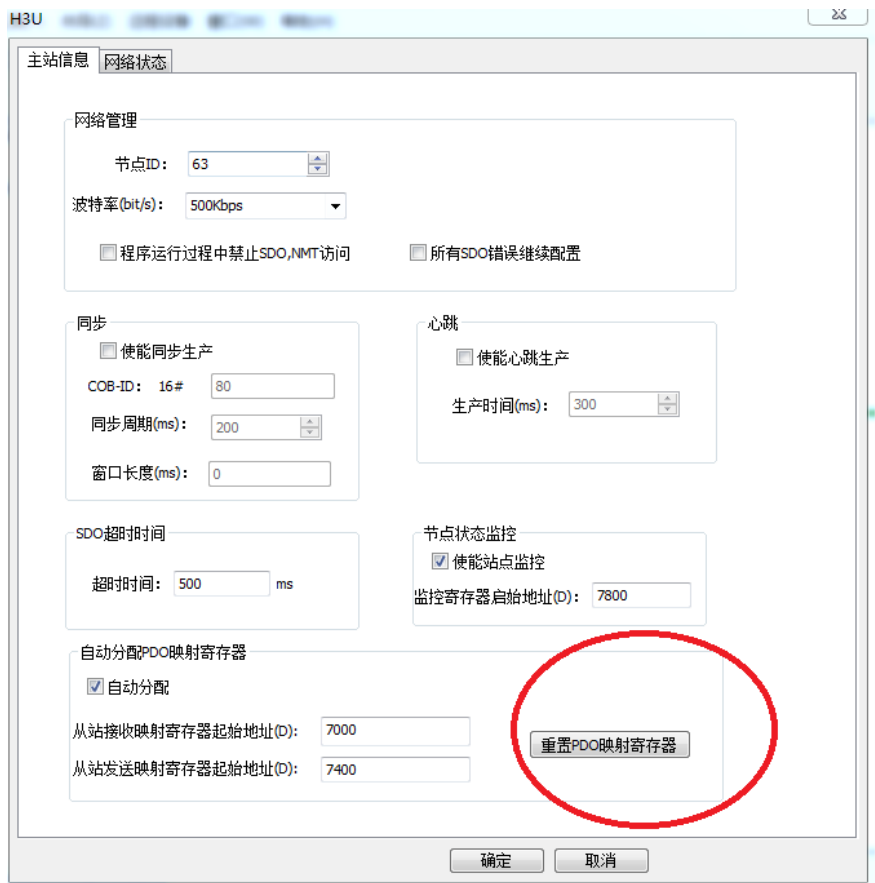 H3U
主站信息 网络状态
网络管理
节点ID： 63
波特率(bit/s)： 500Kbps
程序运行过程中禁止SDO,NMT访问 所有SDO错误继续配置
同步 心跳
使能同步生产 使能心跳生产
COB-ID： 16# 80
生产时间(ms)： 300
同步周期(ms)： 200
窗口长度(ms)： 0
SDO超时时间 节点状态监控
使能站点监控
超时时间： 500 ms
监控寄存器启始地址(D)： 7800
自动分配PDO映射寄存器
自动分配
从站接收映射寄存器起始地址(D)： 7000
重置PDO映射寄存器
从站发送映射寄存器起始地址(D)： 7400
确定 取消